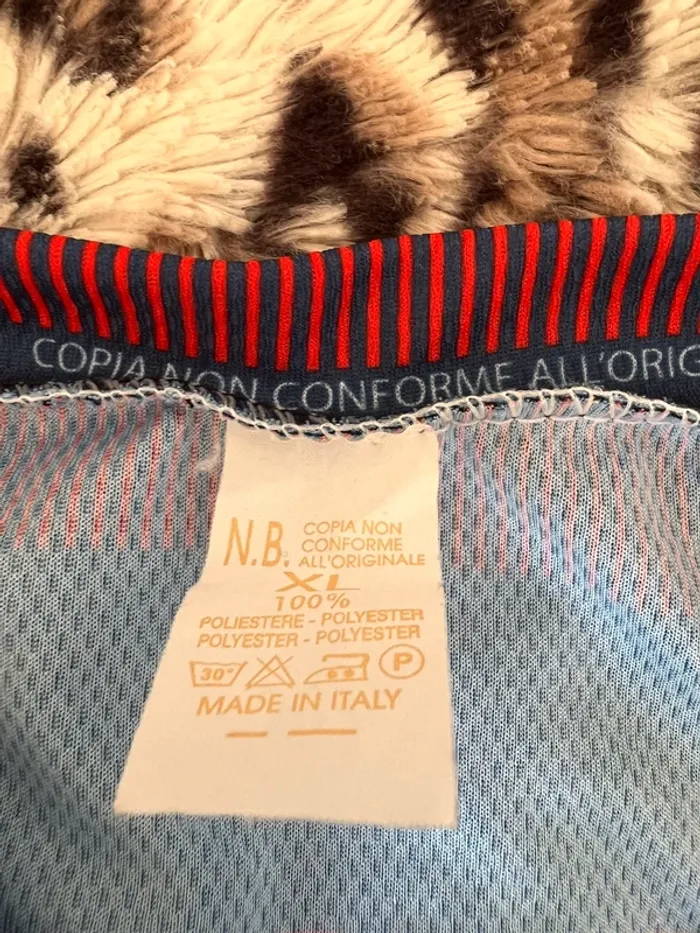 COPIA NON CONFORME ALL'ORIG
N.B. COPIA NON
CONFORME
ALL'ORIGINALE
XL
100%
POLIESTERE - POLYESTER
POLYESTER - POLYESTER
30° P
MADE IN ITALY